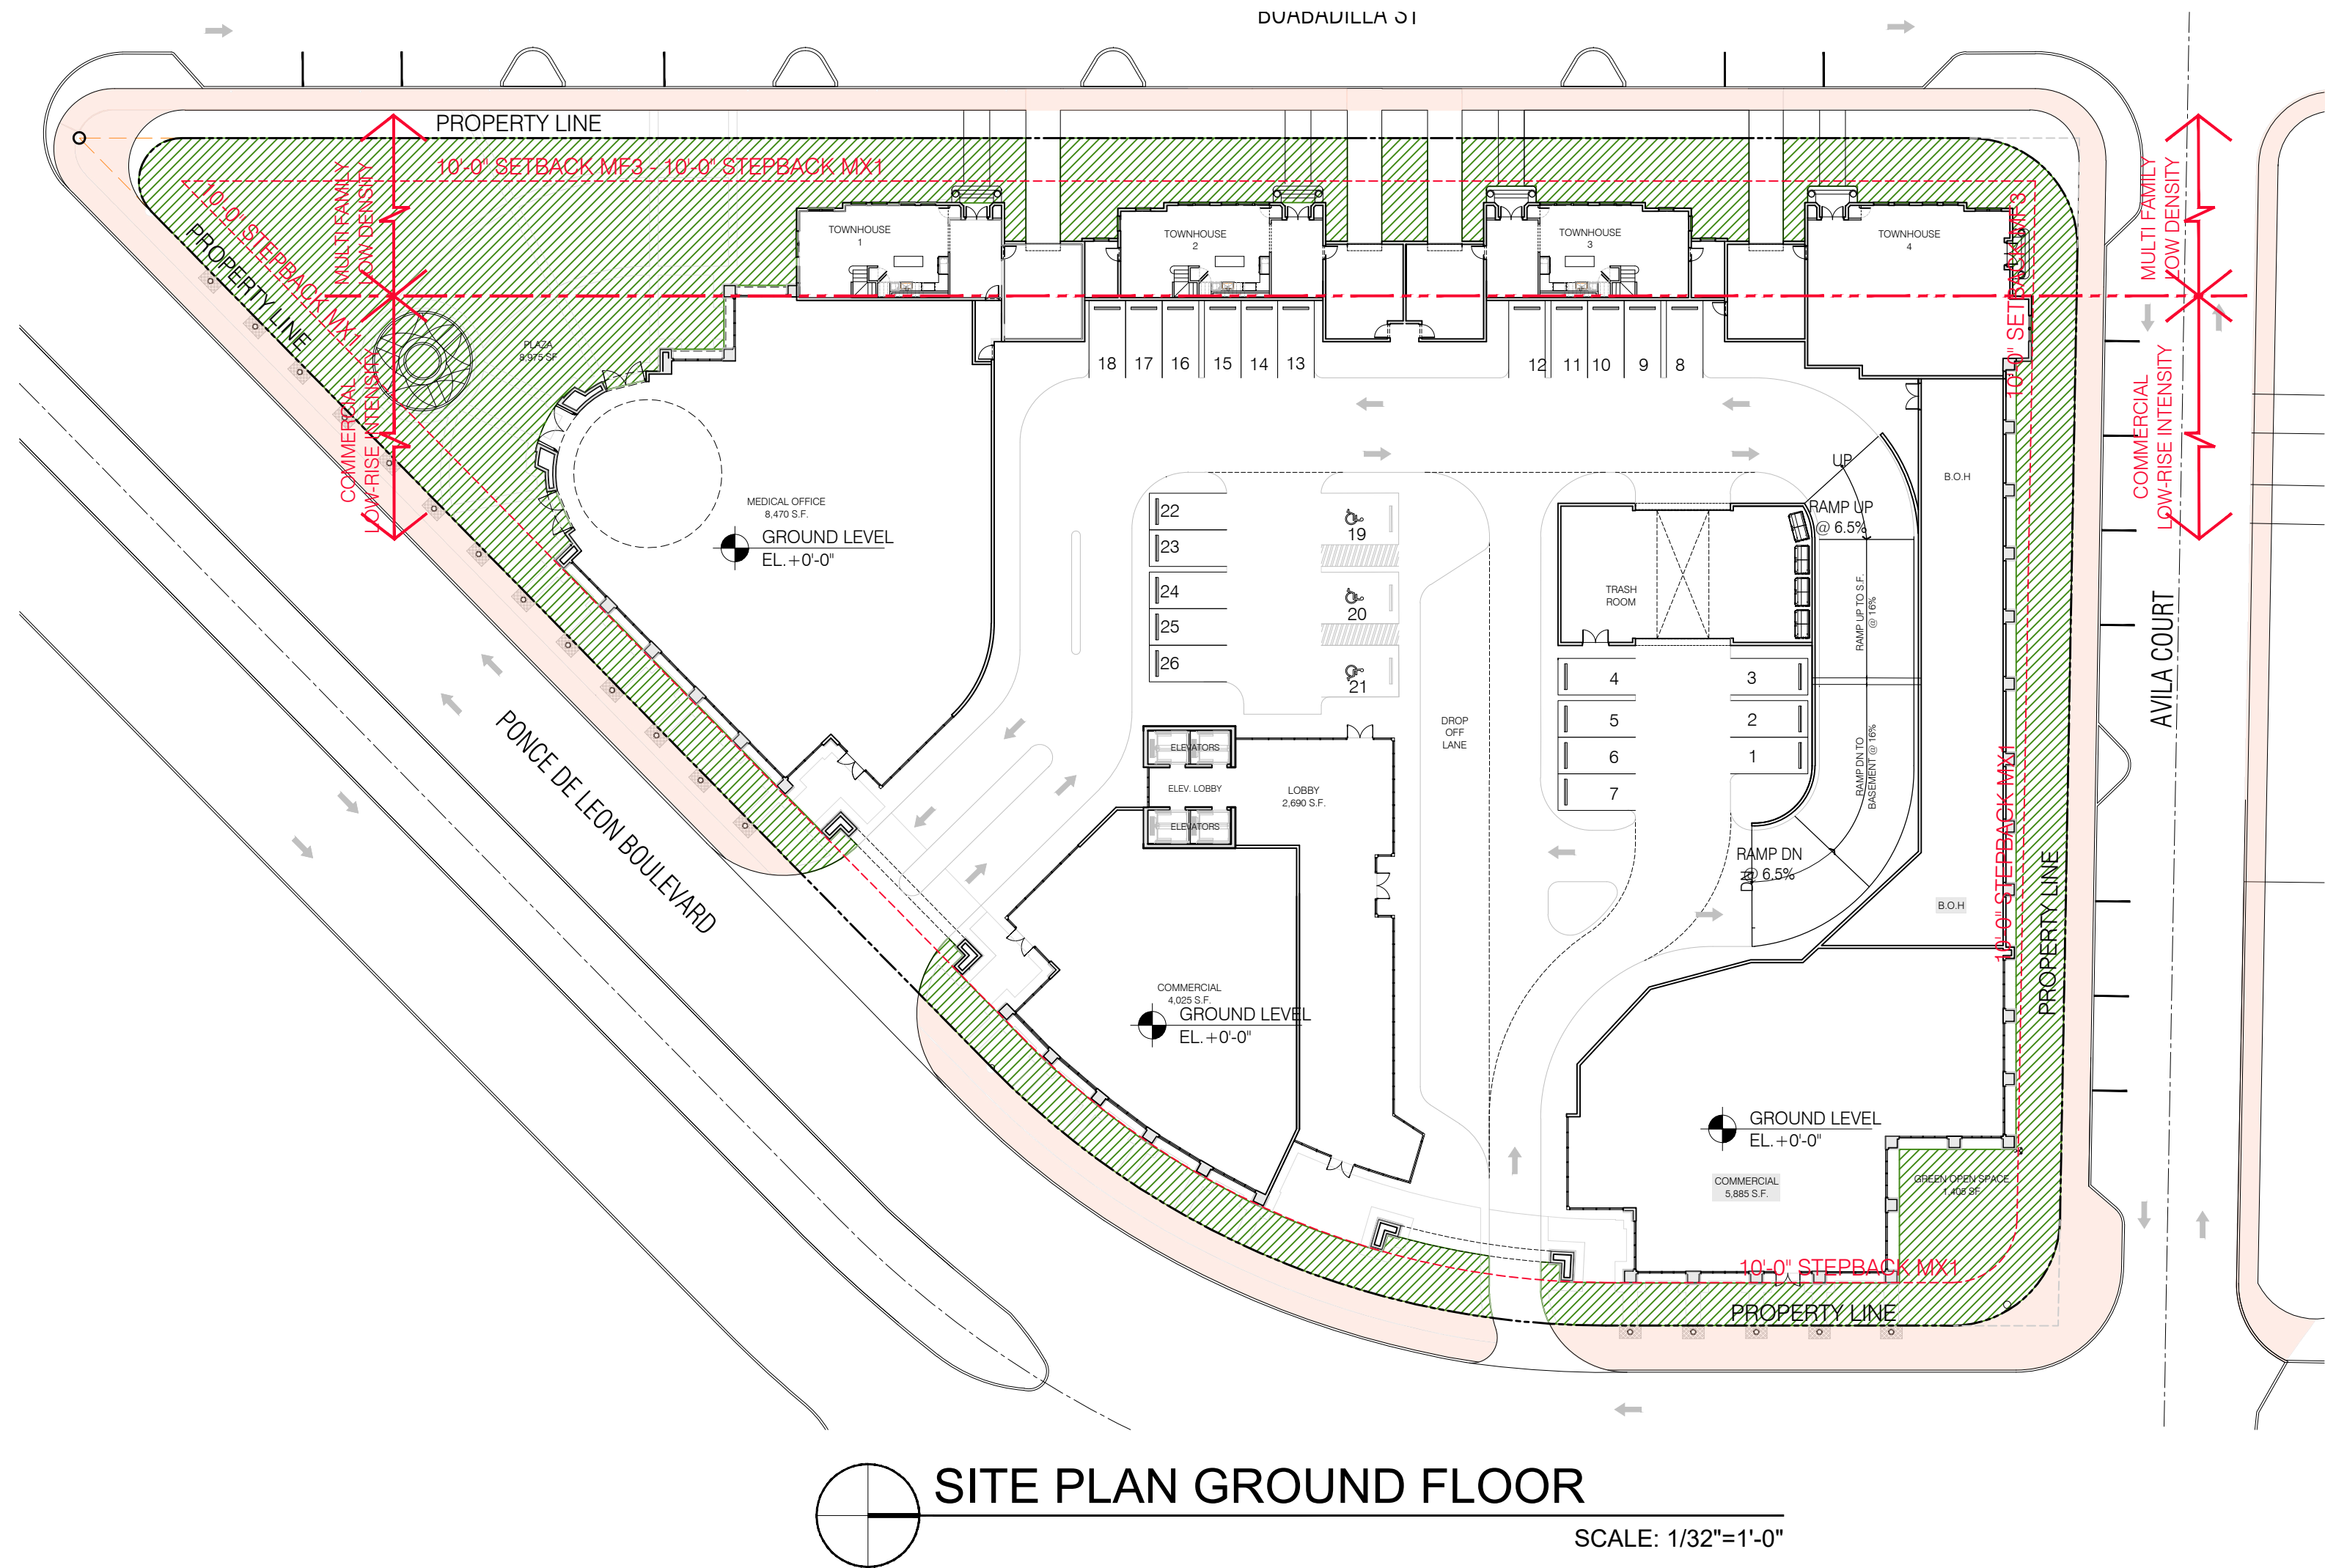 BOABADILLA ST
PROPERTY LINE
10'-0" SETBACK MF3 - 10'-0" STEPBACK MX1
MULTI FAMILY
LOW DENSITY
MULTI FAMILY
LOW DENSITY
10'-0" STEPBACK MX1
PROPERTY LINE
10'-0" SETBACK MF3
TOWNHOUSE
1
TOWNHOUSE
2
TOWNHOUSE
3
TOWNHOUSE
4
PLAZA
8,975 SF
COMMERCIAL
LOW-RISE INTENSITY
COMMERCIAL
LOW-RISE INTENSITY
18 17 16 15 14 13
12 11 10 9 8
MEDICAL OFFICE
8,470 S.F.
GROUND LEVEL
EL.+0'-0"
22
23
24
25
26
19
20
21
UP
RAMP UP
@ 6.5%
B.O.H
TRASH
ROOM
RAMP UP TO S.F.
@ 16%
AVILA COURT
4
5
6
7
3
2
1
RAMP DN TO
BASEMENT @ 16%
DROP
OFF
LANE
PONCE DE LEON BOULEVARD
ELEVATORS
ELEV. LOBBY
ELEVATORS
LOBBY
2,690 S.F.
RAMP DN
@ 6.5%
DN
B.O.H
10'-0" STEPBACK MX1
PROPERTY LINE
COMMERCIAL
4,025 S.F.
GROUND LEVEL
EL.+0'-0"
GROUND LEVEL
EL.+0'-0"
COMMERCIAL
5,885 S.F.
GREEN OPEN SPACE
1,405 SF
10'-0" STEPBACK MX1
PROPERTY LINE
SITE PLAN GROUND FLOOR
SCALE: 1/32"=1'-0"